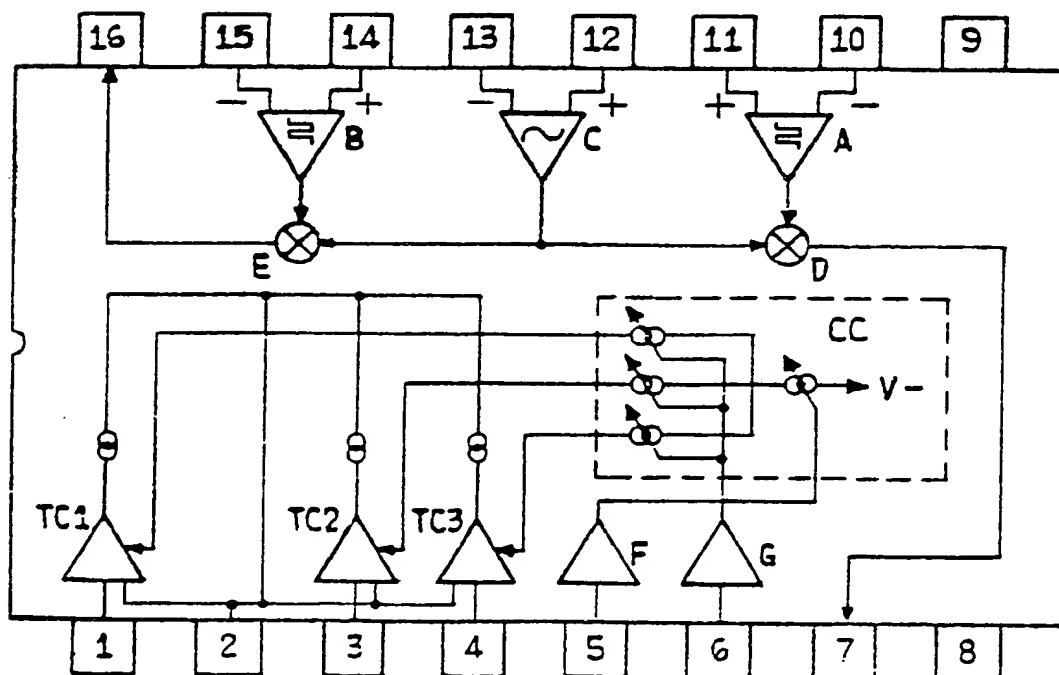 16 15 14 13 12 11 10 9
− + − + + −
B C A
E D
CC
V−
TC1 TC2 TC3 F G
1 2 3 4 5 6 7 8